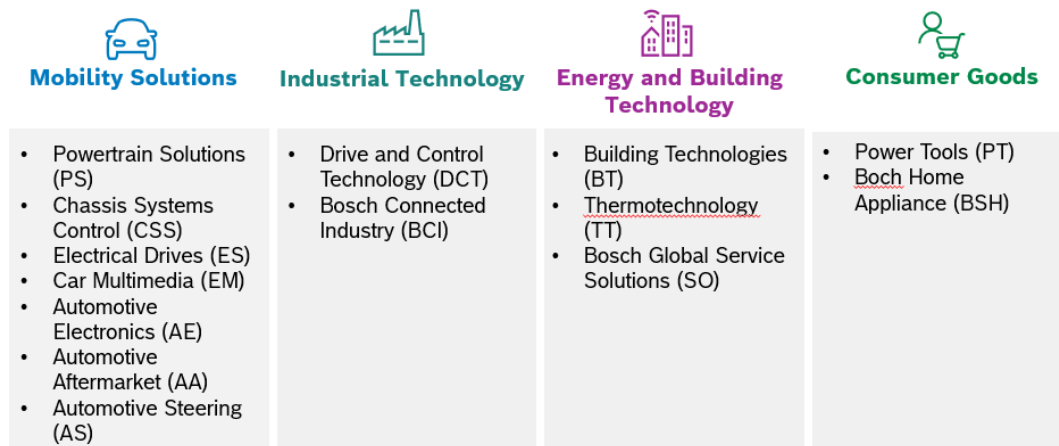 Mobility Solutions
• Powertrain Solutions
(PS)
• Chassis Systems
Control (CSS)
• Electrical Drives (ES)
• Car Multimedia (EM)
• Automotive
Electronics (AE)
• Automotive
Aftermarket (AA)
• Automotive Steering
(AS)
Industrial Technology
• Drive and Control
Technology (DCT)
• Bosch Connected
Industry (BCI)
Energy and Building
Technology
• Building Technologies
(BT)
• Thermotechnology
(TT)
• Bosch Global Service
Solutions (SO)
Consumer Goods
• Power Tools (PT)
• Boch Home
Appliance (BSH)